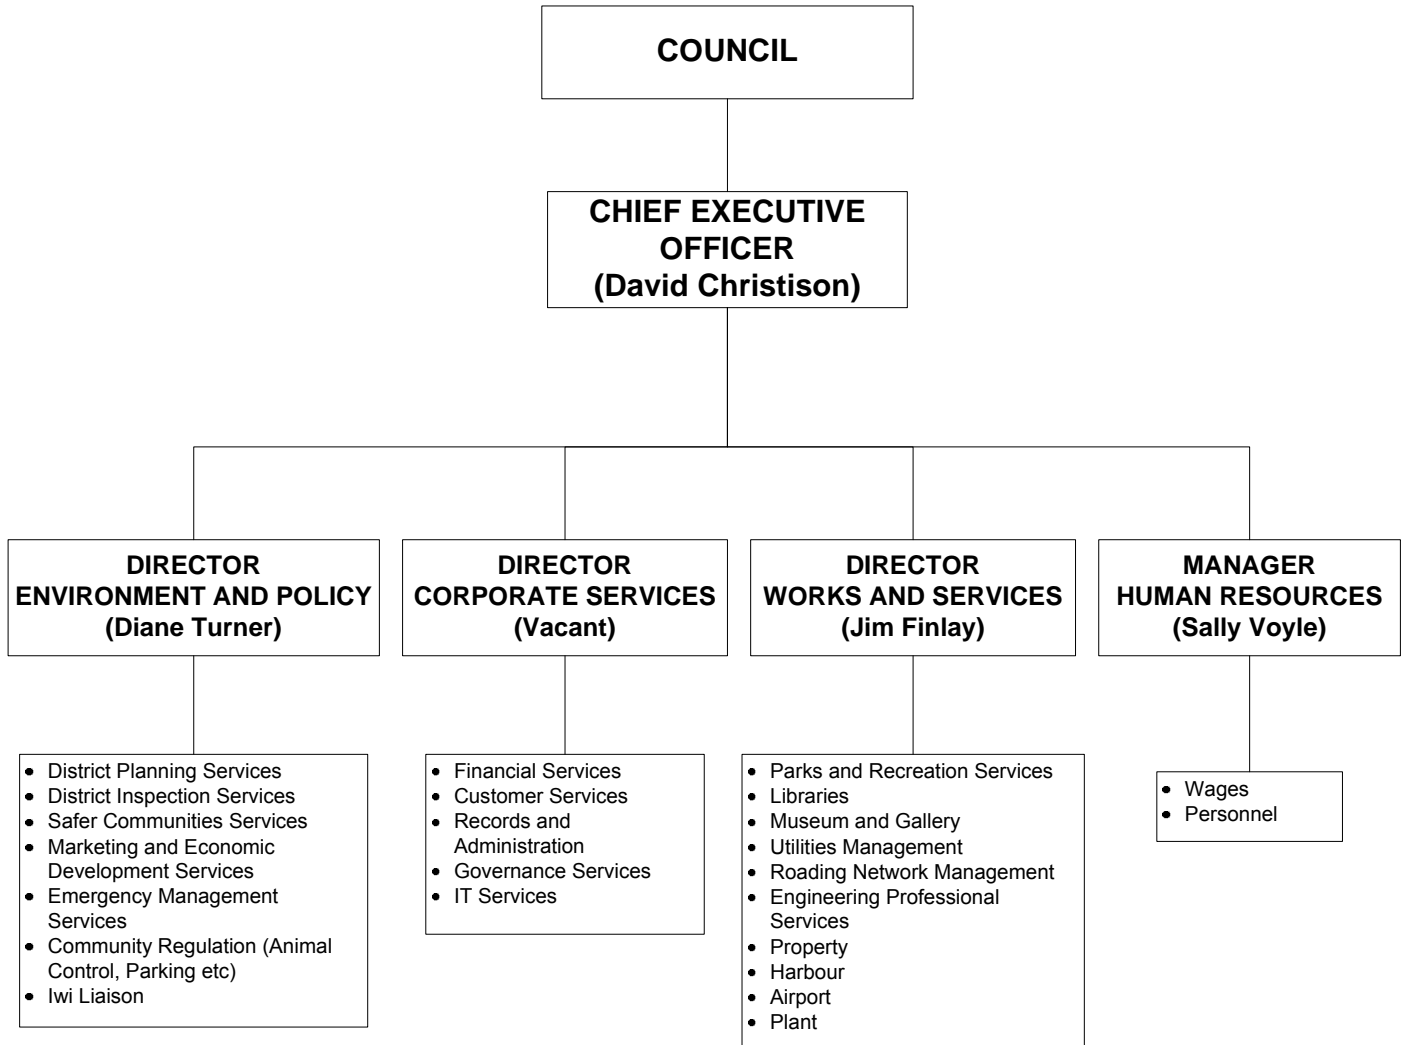 COUNCIL
CHIEF EXECUTIVE
OFFICER
(David Christison)
DIRECTOR
ENVIRONMENT AND POLICY
(Diane Turner)
DIRECTOR
CORPORATE SERVICES
(Vacant)
DIRECTOR
WORKS AND SERVICES
(Jim Finlay)
MANAGER
HUMAN RESOURCES
(Sally Voyle)
• District Planning Services
• District Inspection Services
• Safer Communities Services
• Marketing and Economic
Development Services
• Emergency Management
Services
• Community Regulation (Animal
Control, Parking etc)
• Iwi Liaison
• Financial Services
• Customer Services
• Records and
Administration
• Governance Services
• IT Services
• Parks and Recreation Services
• Libraries
• Museum and Gallery
• Utilities Management
• Roading Network Management
• Engineering Professional
Services
• Property
• Harbour
• Airport
• Plant
• Wages
• Personnel